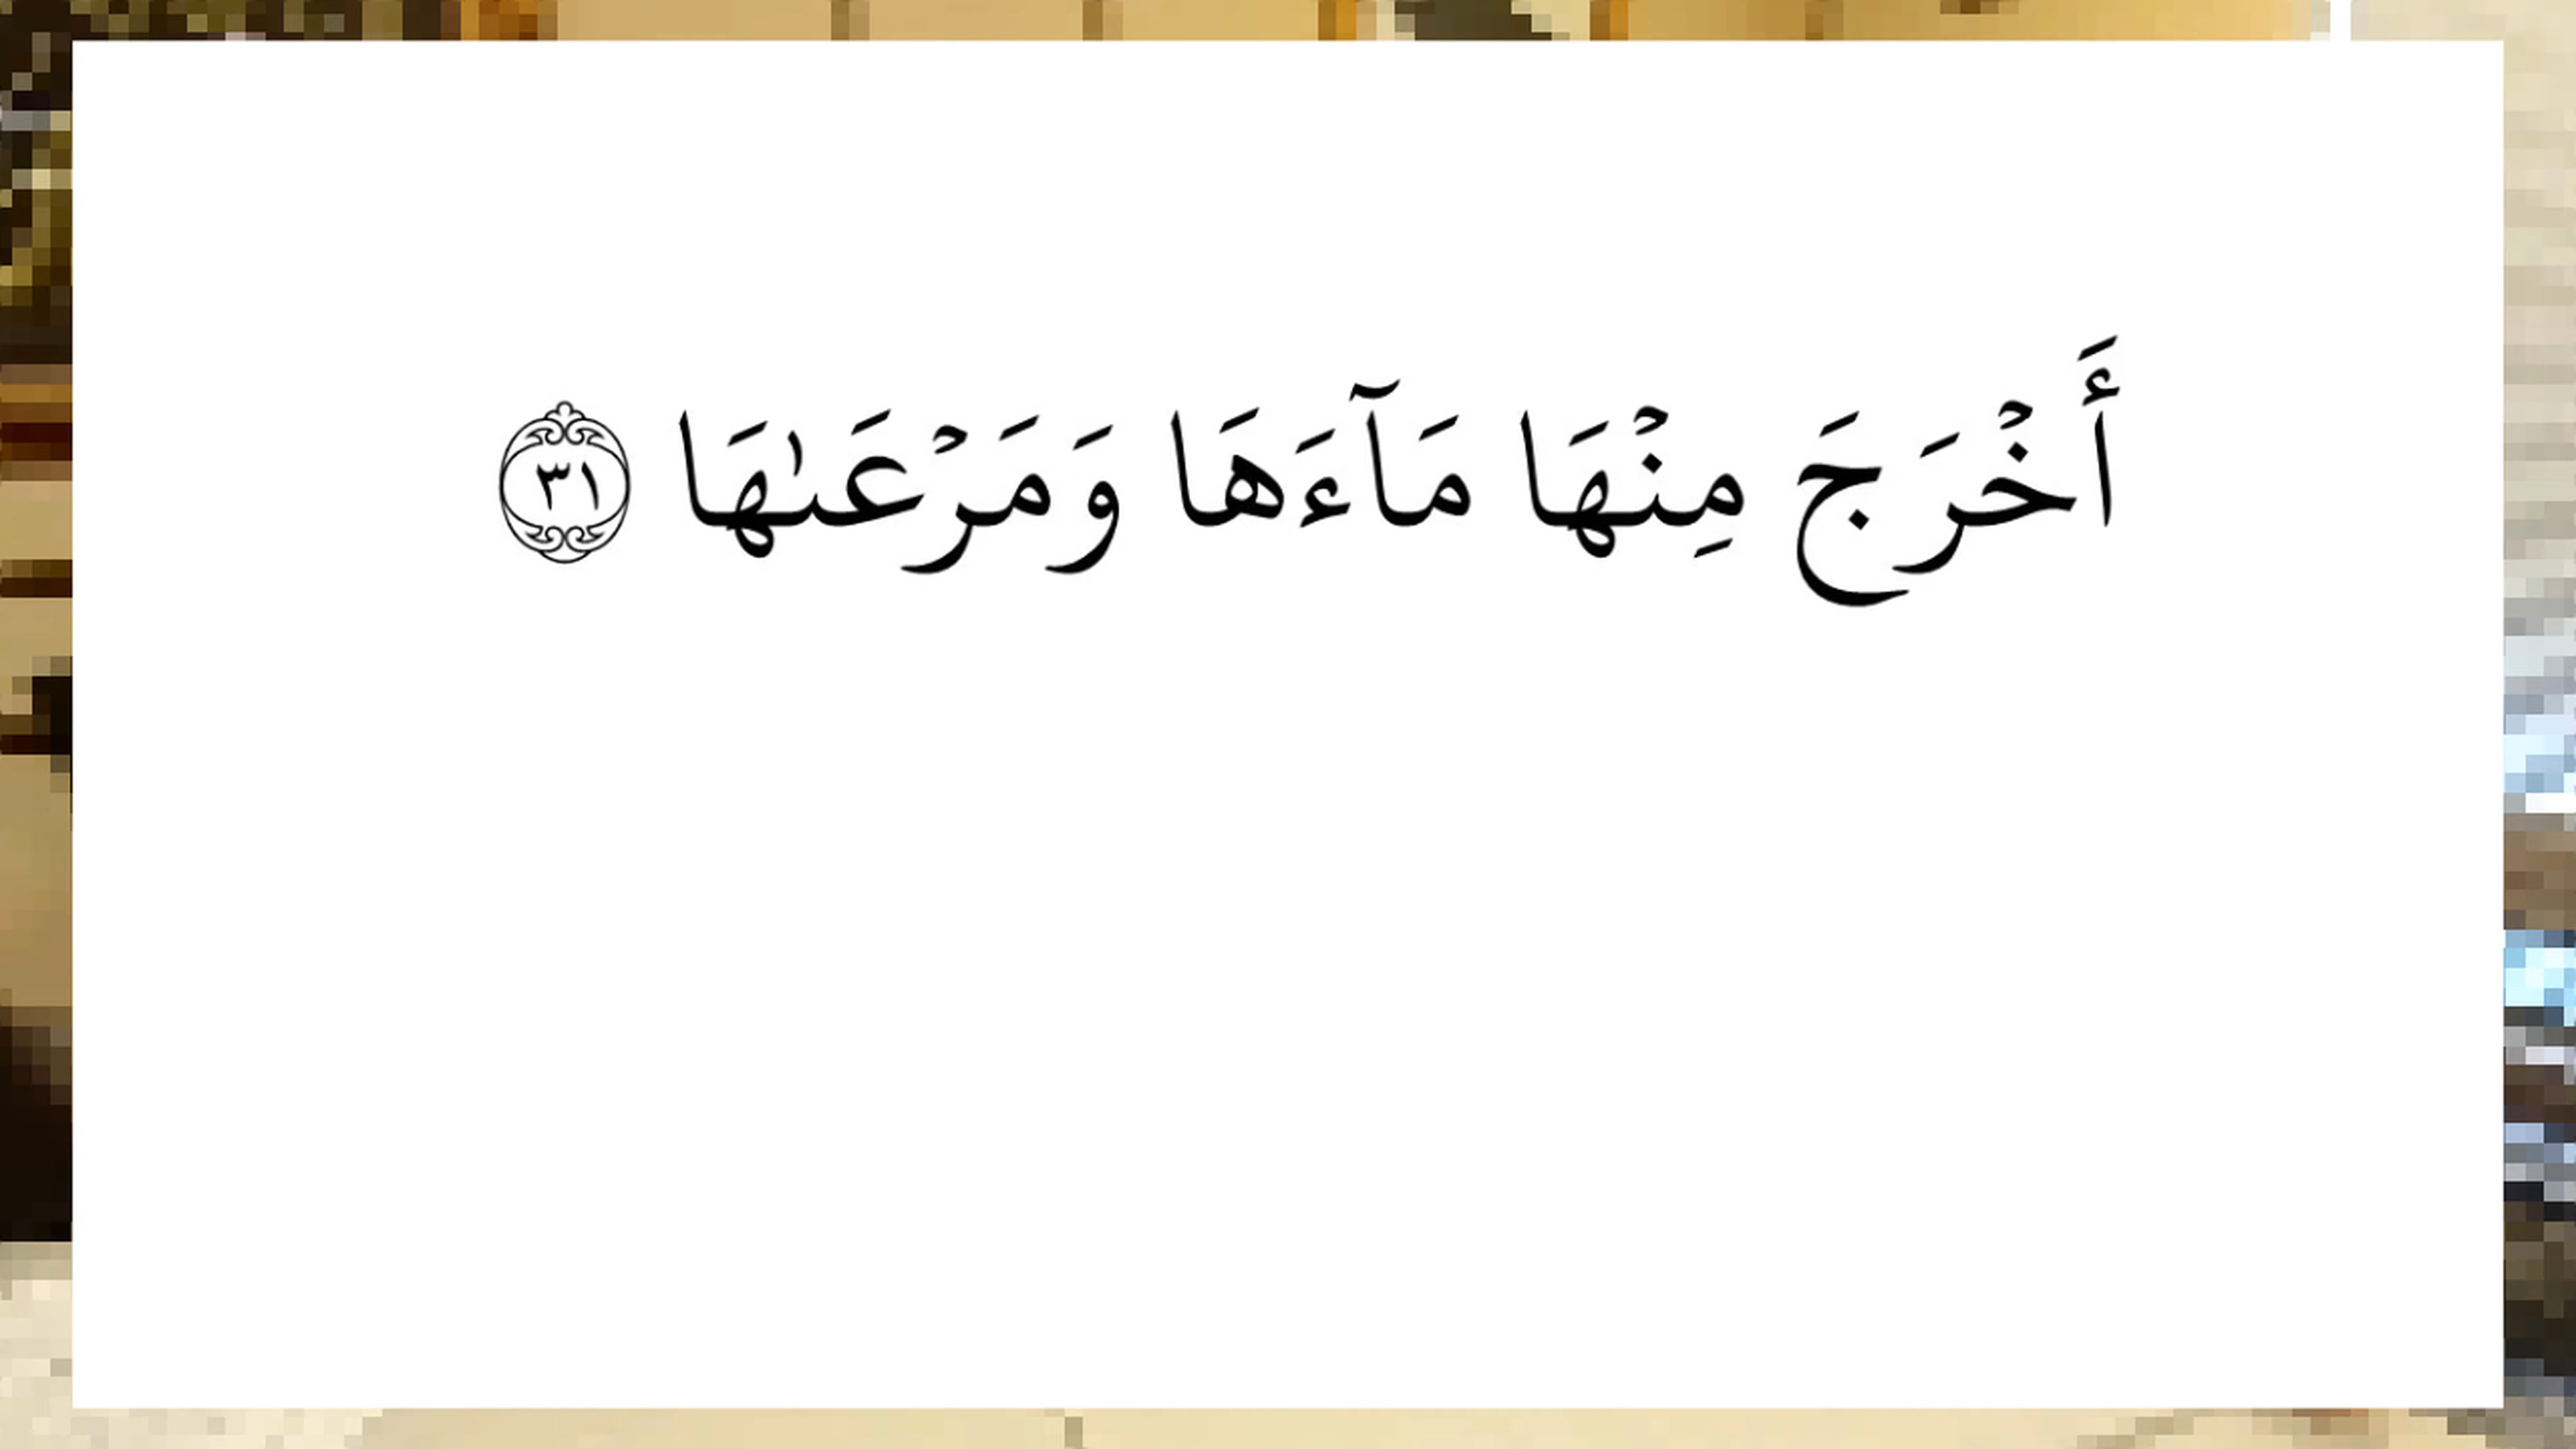 أَخْرَجَ مِنْهَا مَآءَهَا وَمَرْعَىٰهَا ٣١